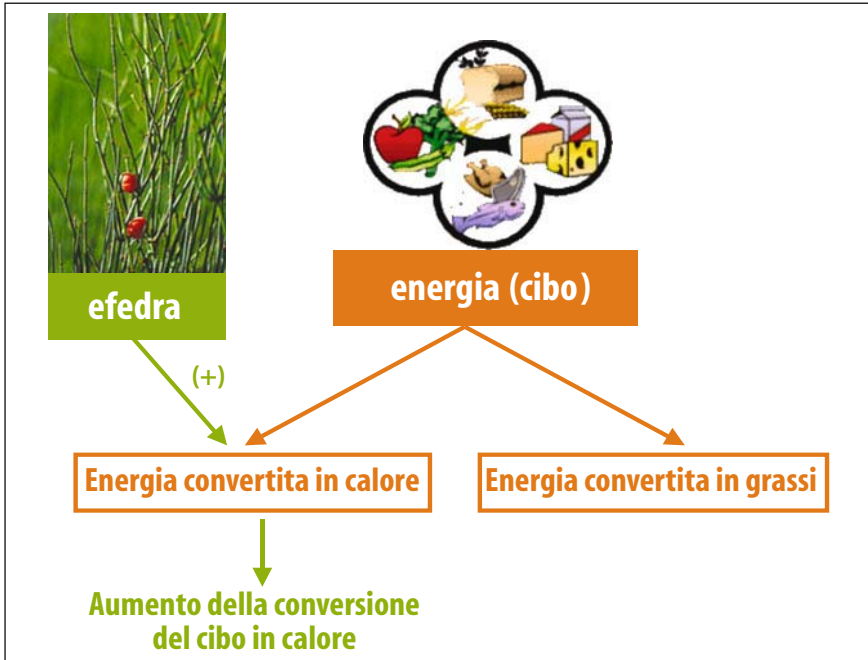 efedra
energia (cibo)
(+)
Energia convertita in calore
Energia convertita in grassi
Aumento della conversione
del cibo in calore